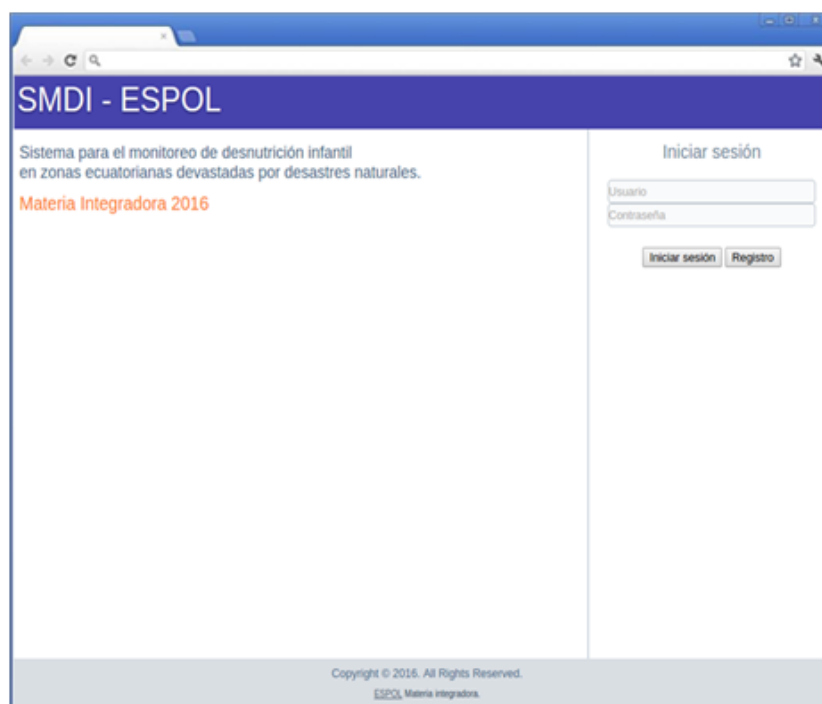 SMDI - ESPOL
Sistema para el monitoreo de desnutrición infantil
en zonas ecuatorianas devastadas por desastres naturales.
Materia Integradora 2016
Iniciar sesión
Usuario
Contraseña
Iniciar sesión Registro
Copyright © 2016. All Rights Reserved.
ESPOL Materia integradora.